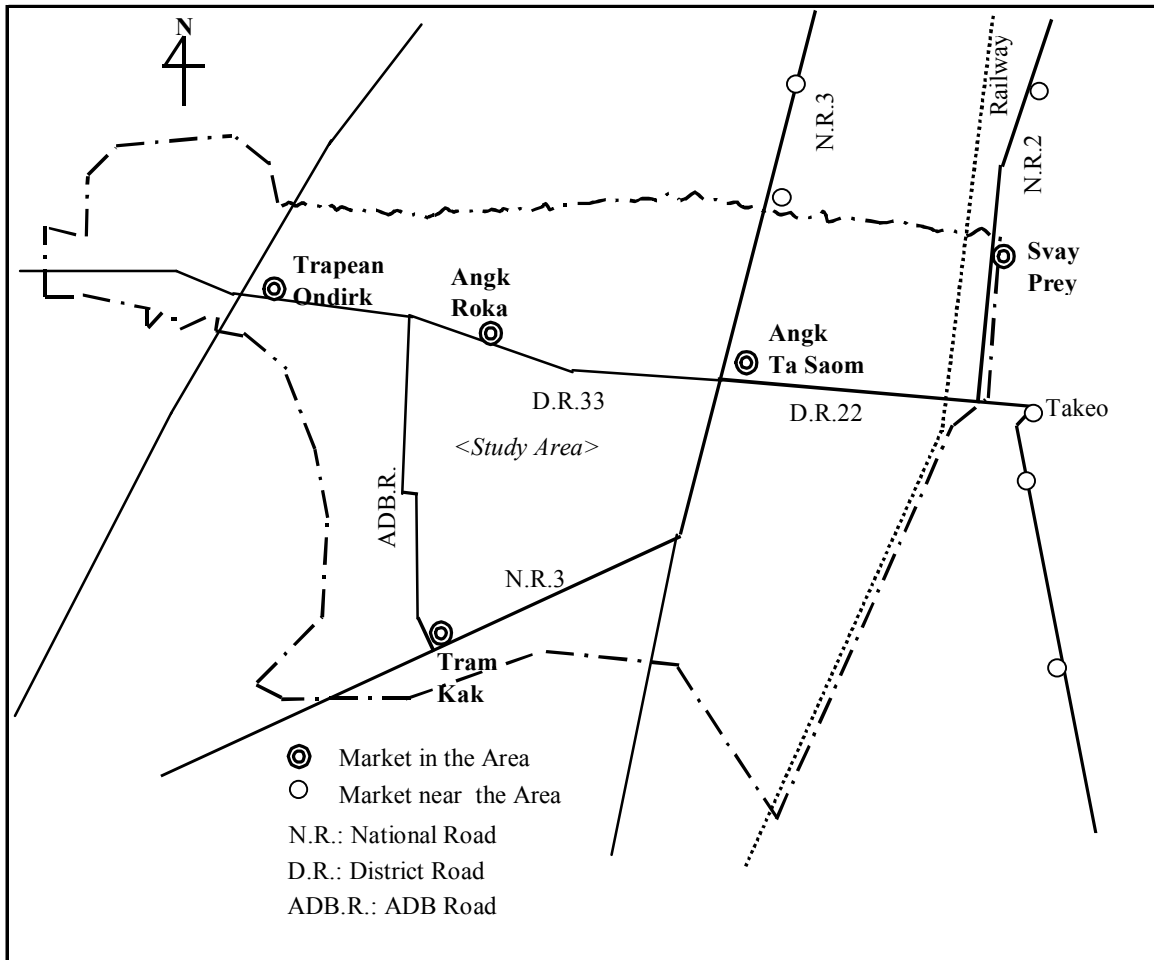 N
Railway
N.R.3
N.R.2
Trapean
Ondirk
Angk
Roka
Svay
Prey
Angk
Ta Saom
D.R.33
D.R.22
Takeo
<Study Area>
ADB.R.
N.R.3
Tram
Kak
Market in the Area
Market near the Area
N.R.: National Road
D.R.: District Road
ADB.R.: ADB Road